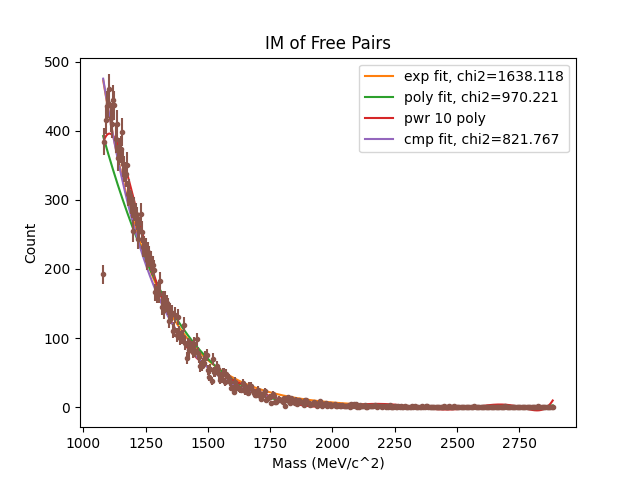 IM of Free Pairs
exp fit, chi2=1638.118
poly fit, chi2=970.221
pwr 10 poly
cmp fit, chi2=821.767
500
400
300
200
100
0
Count
1000 1250 1500 1750 2000 2250 2500 2750
Mass (MeV/c^2)